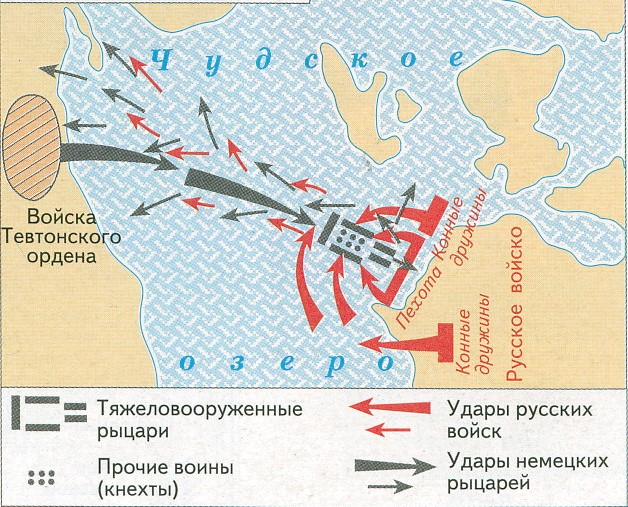 Чудское
Войска
Тевтонского
ордена
Пехота
Конные
дружины
Конные
дружины
Русское войско
озеро
Тяжеловооруженные
рыцари
Прочие воины
(кнехты)
Удары русских
войск
Удары немецких
рыцарей